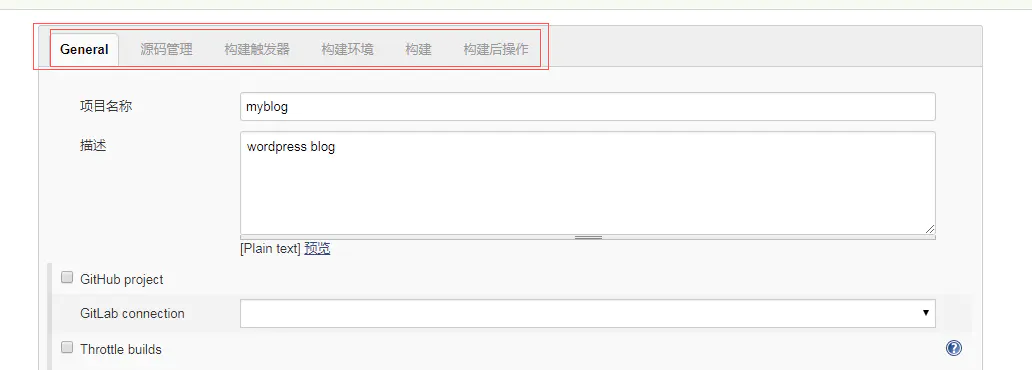 General 源码管理 构建触发器 构建环境 构建 构建后操作
项目名称 myblog
描述 wordpress blog
[Plain text] 预览
GitHub project
GitLab connection
Throttle builds